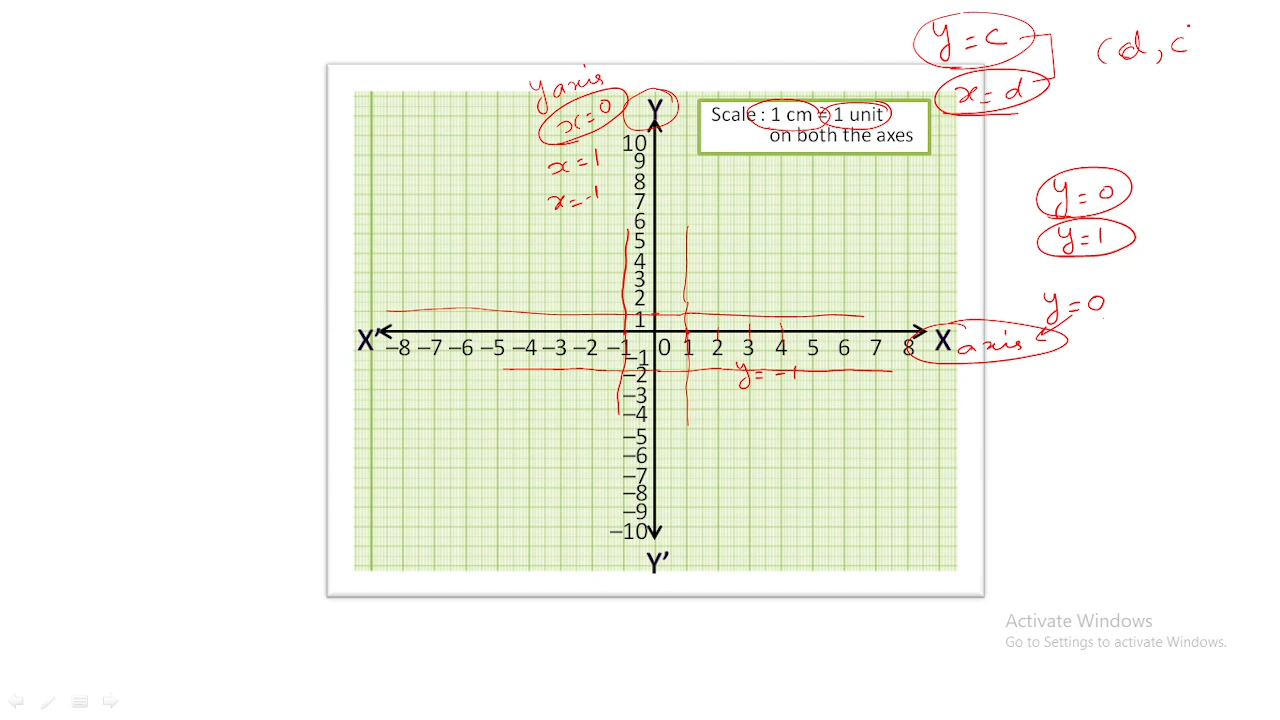 y = c
(d, c
x = d
y axis
x = 0
Y
Scale : 1 cm = 1 unit
on both the axes
x = 1
x = -1
y = 0
y = 1
10
9
8
7
6
5
4
3
2
1
y = 0
X' –8 –7 –6 –5 –4 –3 –2 –1 0 1 2 3 4 5 6 7 8 X axis
–1
–2
y = -1
–3
–4
–5
–6
–7
–8
–9
–10
Y'
Activate Windows
Go to Settings to activate Windows.